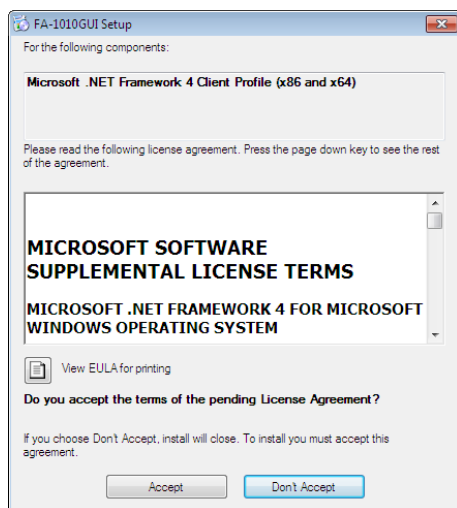 FA-1010GUI Setup
For the following components:
Microsoft .NET Framework 4 Client Profile (x86 and x64)
Please read the following license agreement. Press the page down key to see the rest
of the agreement.
MICROSOFT SOFTWARE
SUPPLEMENTAL LICENSE TERMS
MICROSOFT .NET FRAMEWORK 4 FOR MICROSOFT
WINDOWS OPERATING SYSTEM
View EULA for printing
Do you accept the terms of the pending License Agreement?
If you choose Don't Accept, install will close. To install you must accept this
agreement.
Accept
Don't Accept